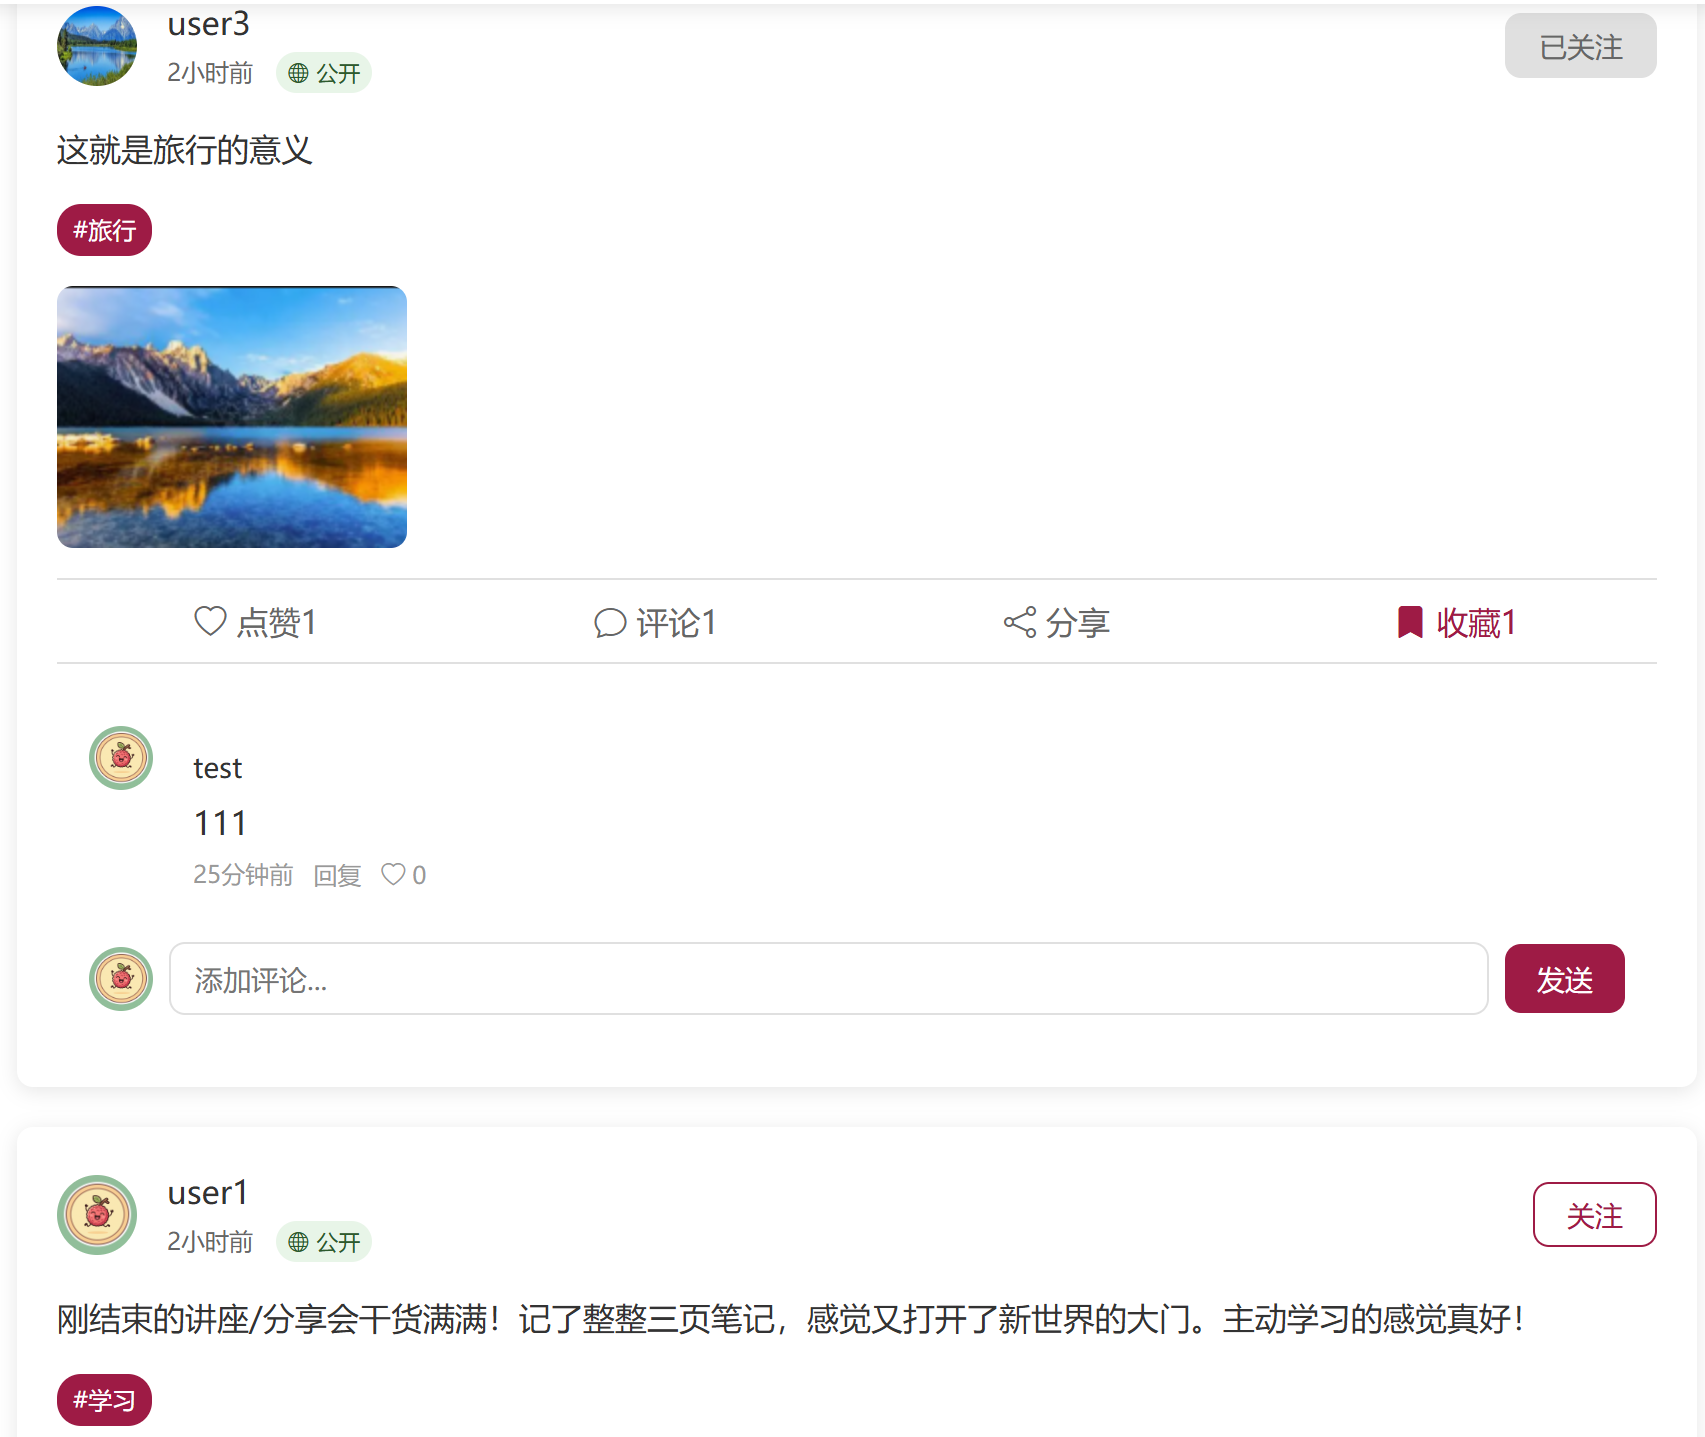 user3
已关注
2小时前 公开
这就是旅行的意义
#旅行
点赞1 评论1 分享 收藏1
test
111
25分钟前 回复 0
添加评论... 发送
user1
关注
2小时前 公开
刚结束的讲座/分享会干货满满！记了整整三页笔记，感觉又打开了新世界的大门。主动学习的感觉真好！
#学习